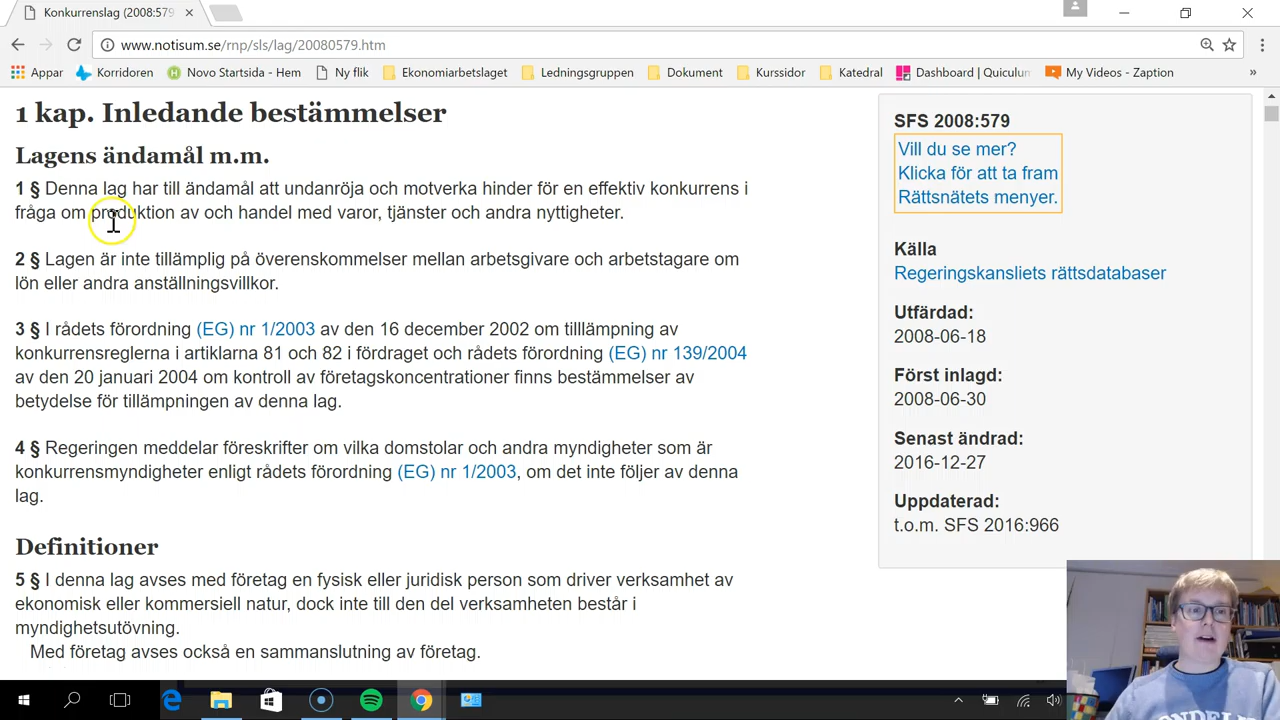 Konkurrenslag (2008:579
www.notisum.se/rnp/sls/lag/20080579.htm
Appar
Korridoren
Novo Startsida - Hem
Ny flik
Ekonomiarbetslaget
Ledningsgruppen
Dokument
Kurssidor
Katedral
Dashboard | Quiculum
My Videos - Zaption
»
1 kap. Inledande bestämmelser
Lagens ändamål m.m.
1 § Denna lag har till ändamål att undanröja och motverka hinder för en effektiv konkurrens i
fråga om produktion av och handel med varor, tjänster och andra nyttigheter.
2 § Lagen är inte tillämplig på överenskommelser mellan arbetsgivare och arbetstagare om
lön eller andra anställningsvillkor.
3 § I rådets förordning (EG) nr 1/2003 av den 16 december 2002 om tilllämpning av
konkurrensreglerna i artiklarna 81 och 82 i fördraget och rådets förordning (EG) nr 139/2004
av den 20 januari 2004 om kontroll av företagskoncentrationer finns bestämmelser av
betydelse för tillämpningen av denna lag.
4 § Regeringen meddelar föreskrifter om vilka domstolar och andra myndigheter som är
konkurrensmyndigheter enligt rådets förordning (EG) nr 1/2003, om det inte följer av denna
lag.
Definitioner
5 § I denna lag avses med företag en fysisk eller juridisk person som driver verksamhet av
ekonomisk eller kommersiell natur, dock inte till den del verksamheten består i
myndighetsutövning.
Med företag avses också en sammanslutning av företag.
SFS 2008:579
Vill du se mer?
Klicka för att ta fram
Rättsnätets menyer.
Källa
Regeringskansliets rättsdatabaser
Utfärdad:
2008-06-18
Först inlagd:
2008-06-30
Senast ändrad:
2016-12-27
Uppdaterad:
t.o.m. SFS 2016:966